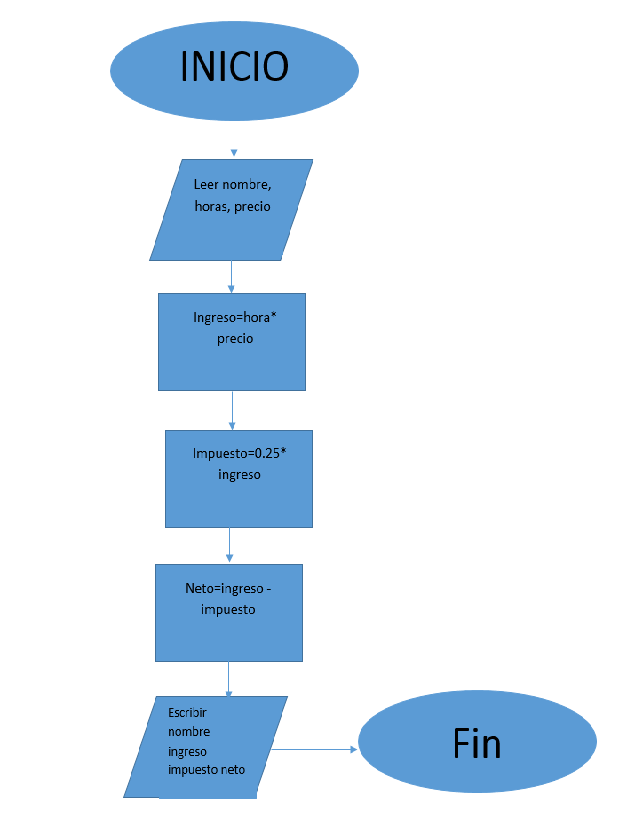 INICIO
Leer nombre,
horas, precio
Ingreso=hora*
precio
Impuesto=0.25*
ingreso
Neto=ingreso -
impuesto
Escribir
nombre
ingreso
impuesto neto
Fin